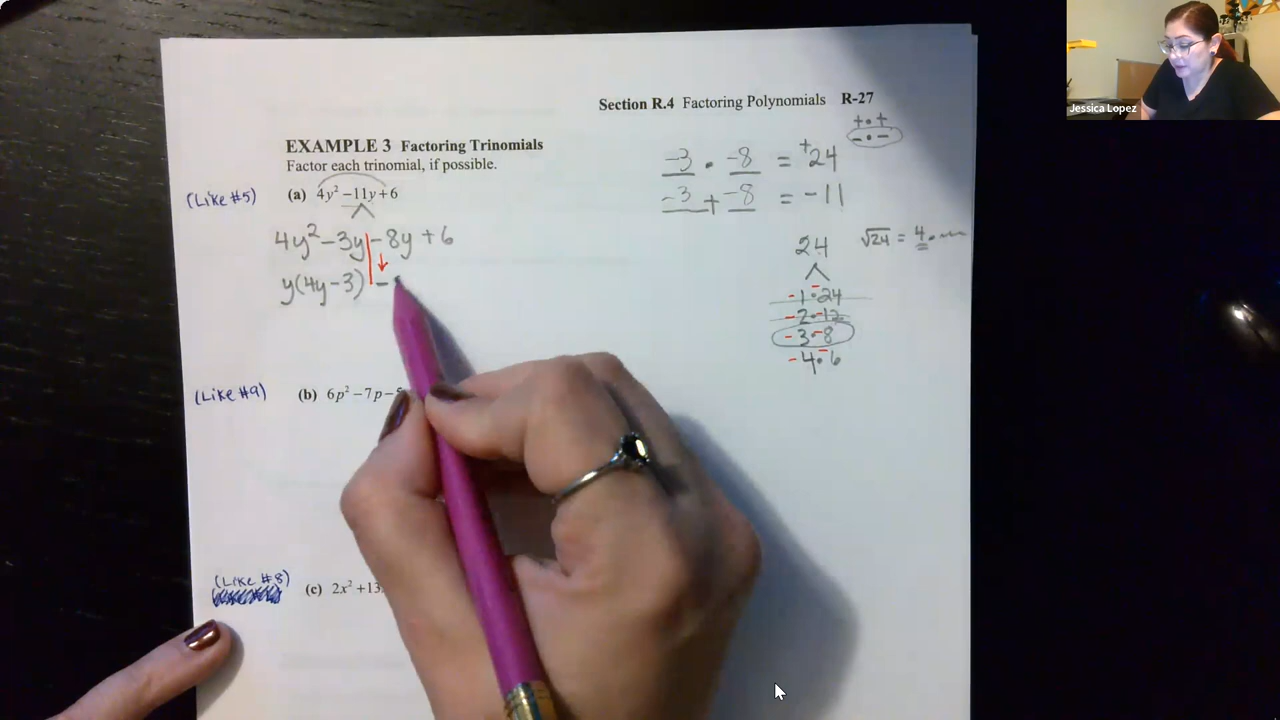 Jessica Lopez
Section R.4 Factoring Polynomials R-27
+ • +
- • -
EXAMPLE 3 Factoring Trinomials
Factor each trinomial, if possible.
(Like #5) (a) 4y² −11y+6
-3 • -8 = +24
-3 + -8 = -11
4y² - 3y | - 8y + 6
y(4y - 3) | -
24
√24 = 4.
-1 • -24
-2 • -12
-3 • -8
-4 • -6
(Like #9) (b) 6p² −7p−
(Like #8)
(c) 2x² +13